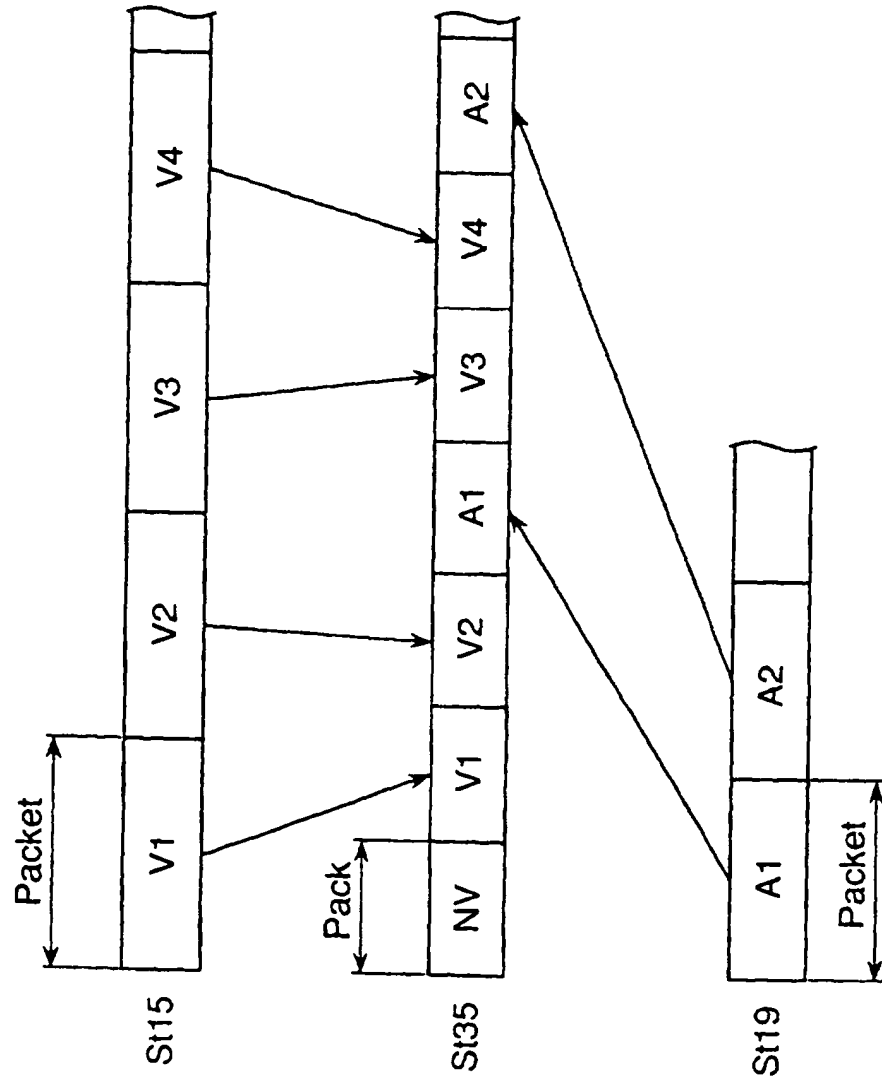 Packet
St15 V1 V2 V3 V4
Pack
St35 NV V1 V2 A1 V3 V4 A2
St19 A1 A2
Packet